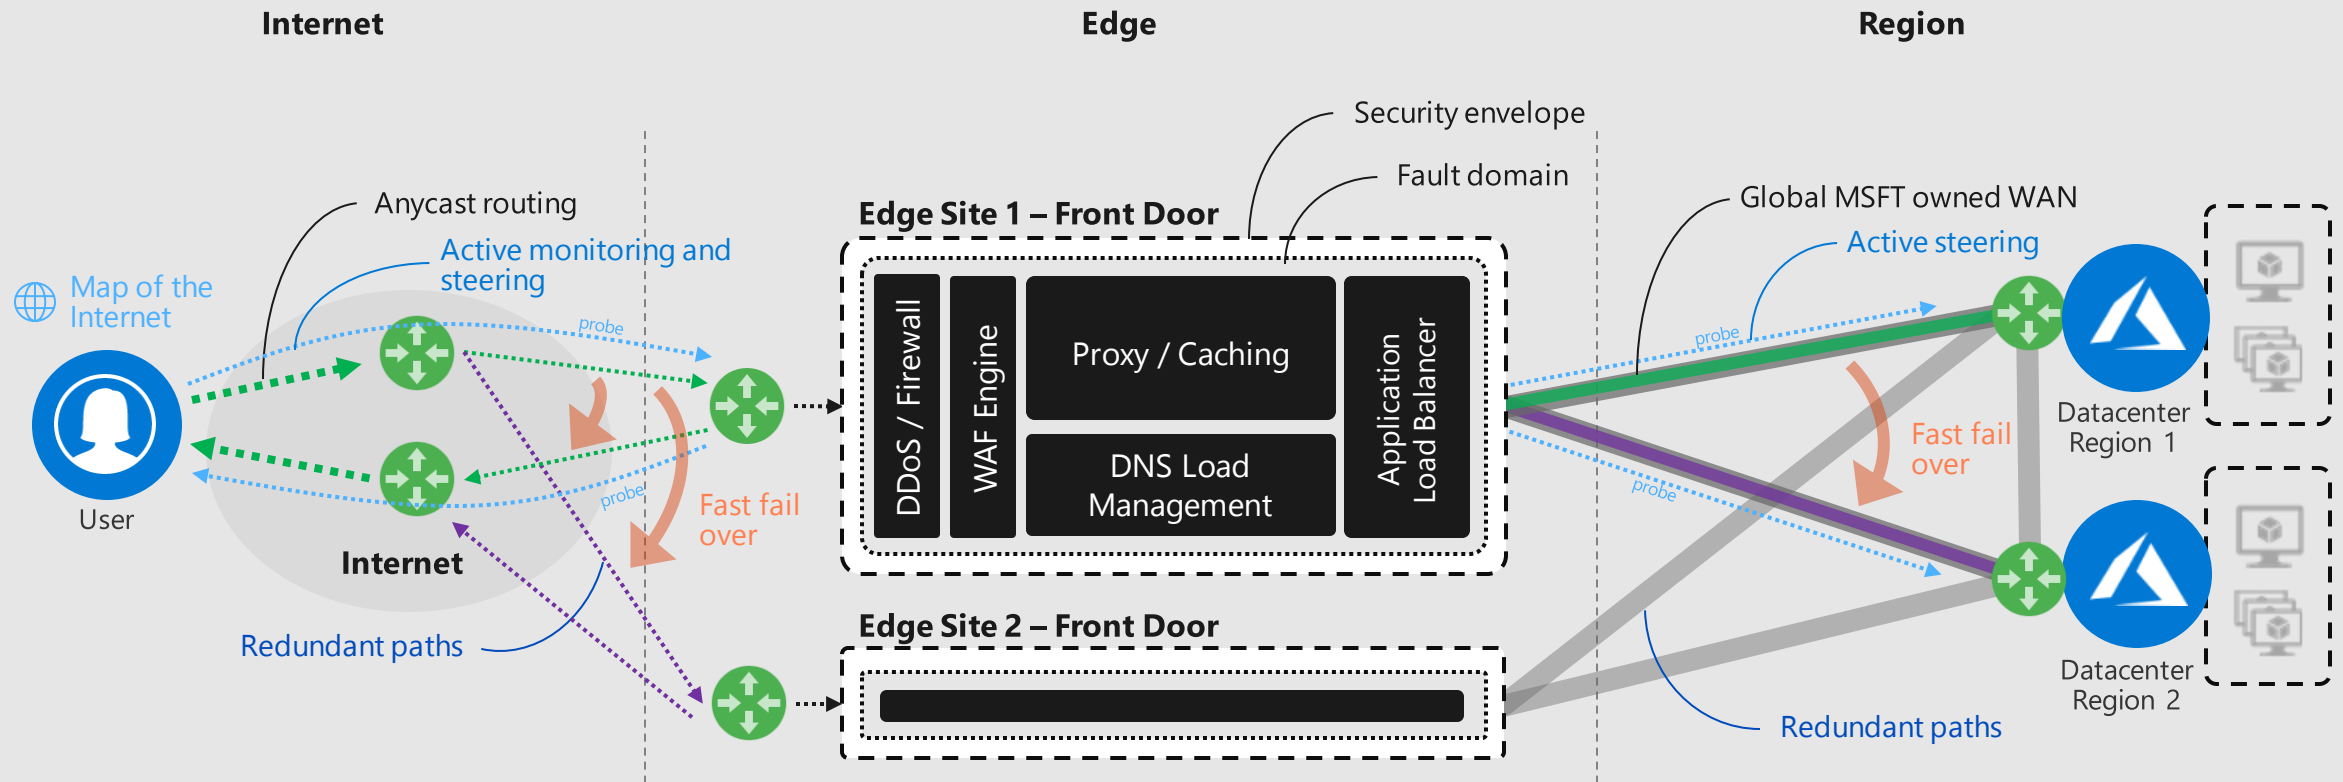 Internet
Edge
Region
Security envelope
Fault domain
Anycast routing
Active monitoring and
steering
Map of the
Internet
probe
probe
User
Internet
Redundant paths
Fast fail
over
Edge Site 1 – Front Door
DDoS / Firewall
WAF Engine
Proxy / Caching
DNS Load
Management
Application
Load Balancer
Edge Site 2 – Front Door
Global MSFT owned WAN
Active steering
probe
probe
Fast fail
over
Datacenter
Region 1
Datacenter
Region 2
Redundant paths